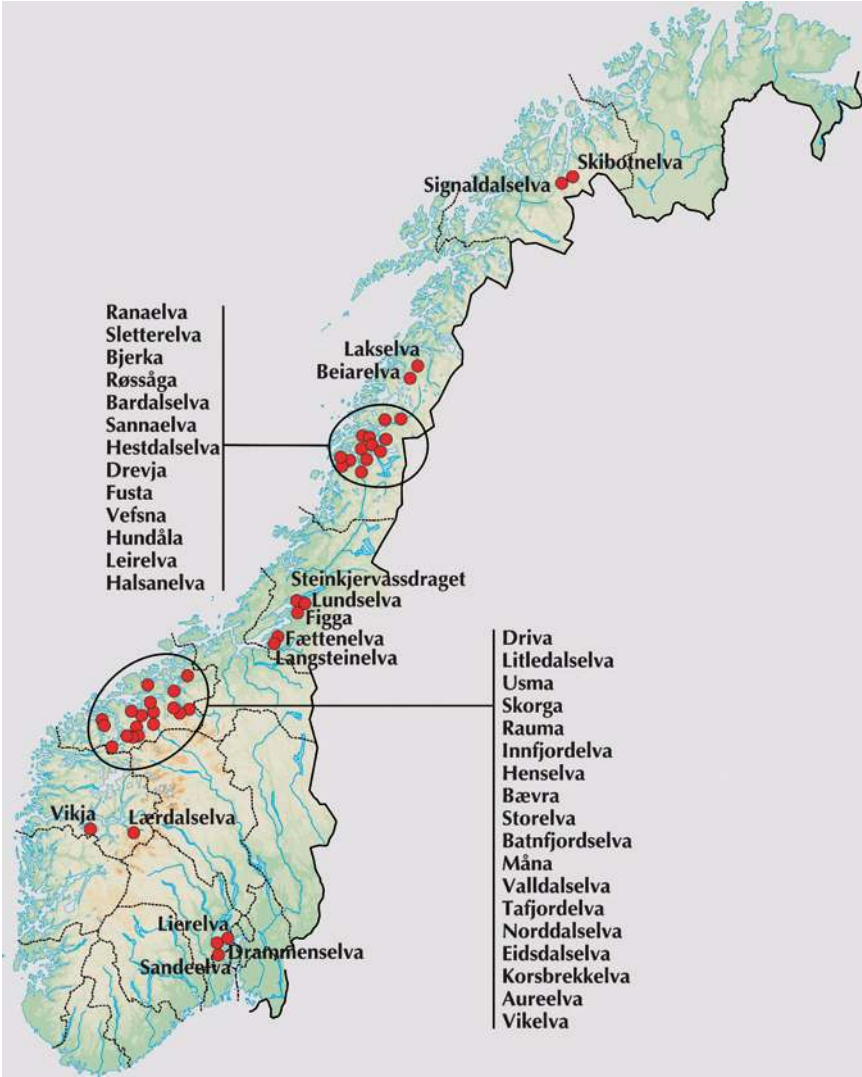 Skibotnelva
Signaldalselva
Ranaelva
Sletterelva
Bjerka
Røssåga
Bardalselva
Sannaelva
Hestdalselva
Drevja
Fusta
Vefsna
Hundåla
Leirelva
Halsanelva
Lakselva
Beiarelva
Steinkjervassdraget
Lundselva
Figga
Fættenelva
Langsteinelva
Driva
Litledalselva
Usma
Skorga
Rauma
Innfjordelva
Henselva
Bævra
Storelva
Batnfjordselva
Måna
Valldalselva
Tafjordelva
Norddalselva
Eidsdalselva
Korsbrekkelva
Aureelva
Vikelva
Vikja
Lærdalselva
Lierelva
Drammenselva
Sandeelva